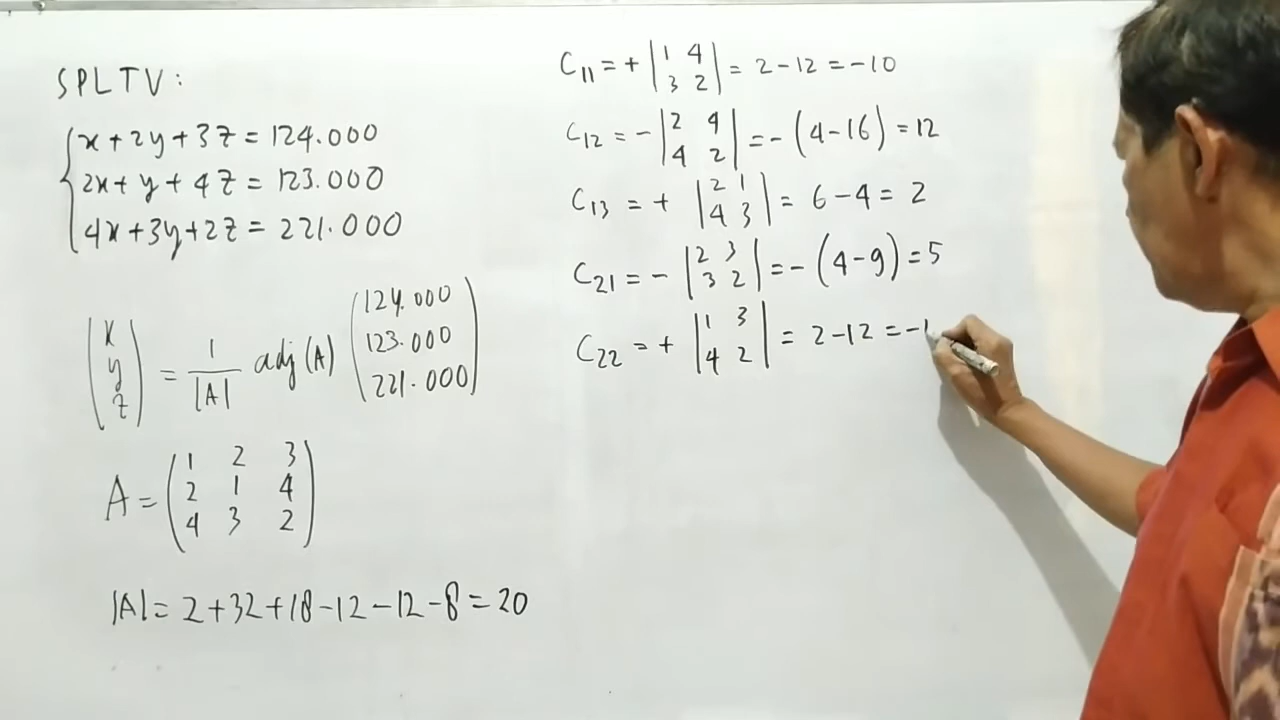 SPLTV:
x + 2y + 3z = 124.000
2x + y + 4z = 123.000
4x + 3y + 2z = 221.000
(x y z) = 1/|A| adj(A) (124.000 123.000 221.000)
A = (1 2 3
2 1 4
4 3 2)
|A| = 2 + 32 + 18 - 12 - 12 - 8 = 20
C11 = + |1 4 3 2| = 2 - 12 = -10
C12 = - |2 4 4 2| = - (4 - 16) = 12
C13 = + |2 1 4 3| = 6 - 4 = 2
C21 = - |2 3 3 2| = - (4 - 9) = 5
C22 = + |1 3 4 2| = 2 - 12 = -1